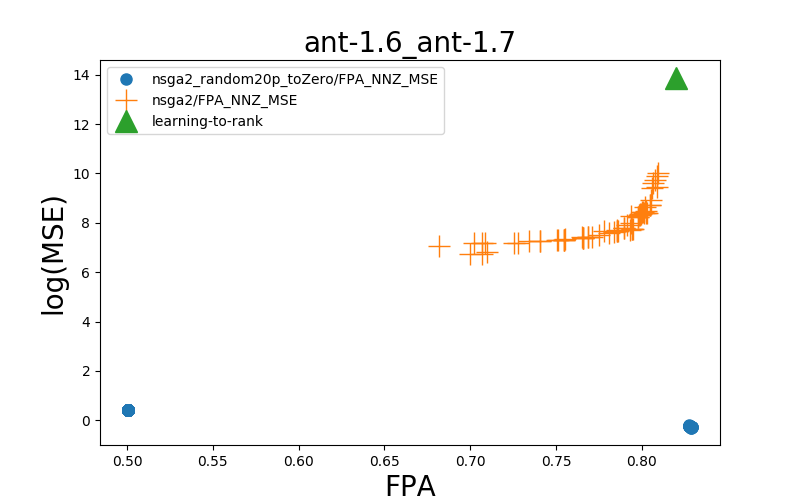 ant-1.6_ant-1.7
nsga2_random20p_toZero/FPA_NNZ_MSE
nsga2/FPA_NNZ_MSE
learning-to-rank
log(MSE)
14
12
10
8
6
4
2
0
0.50 0.55 0.60 0.65 0.70 0.75 0.80
FPA